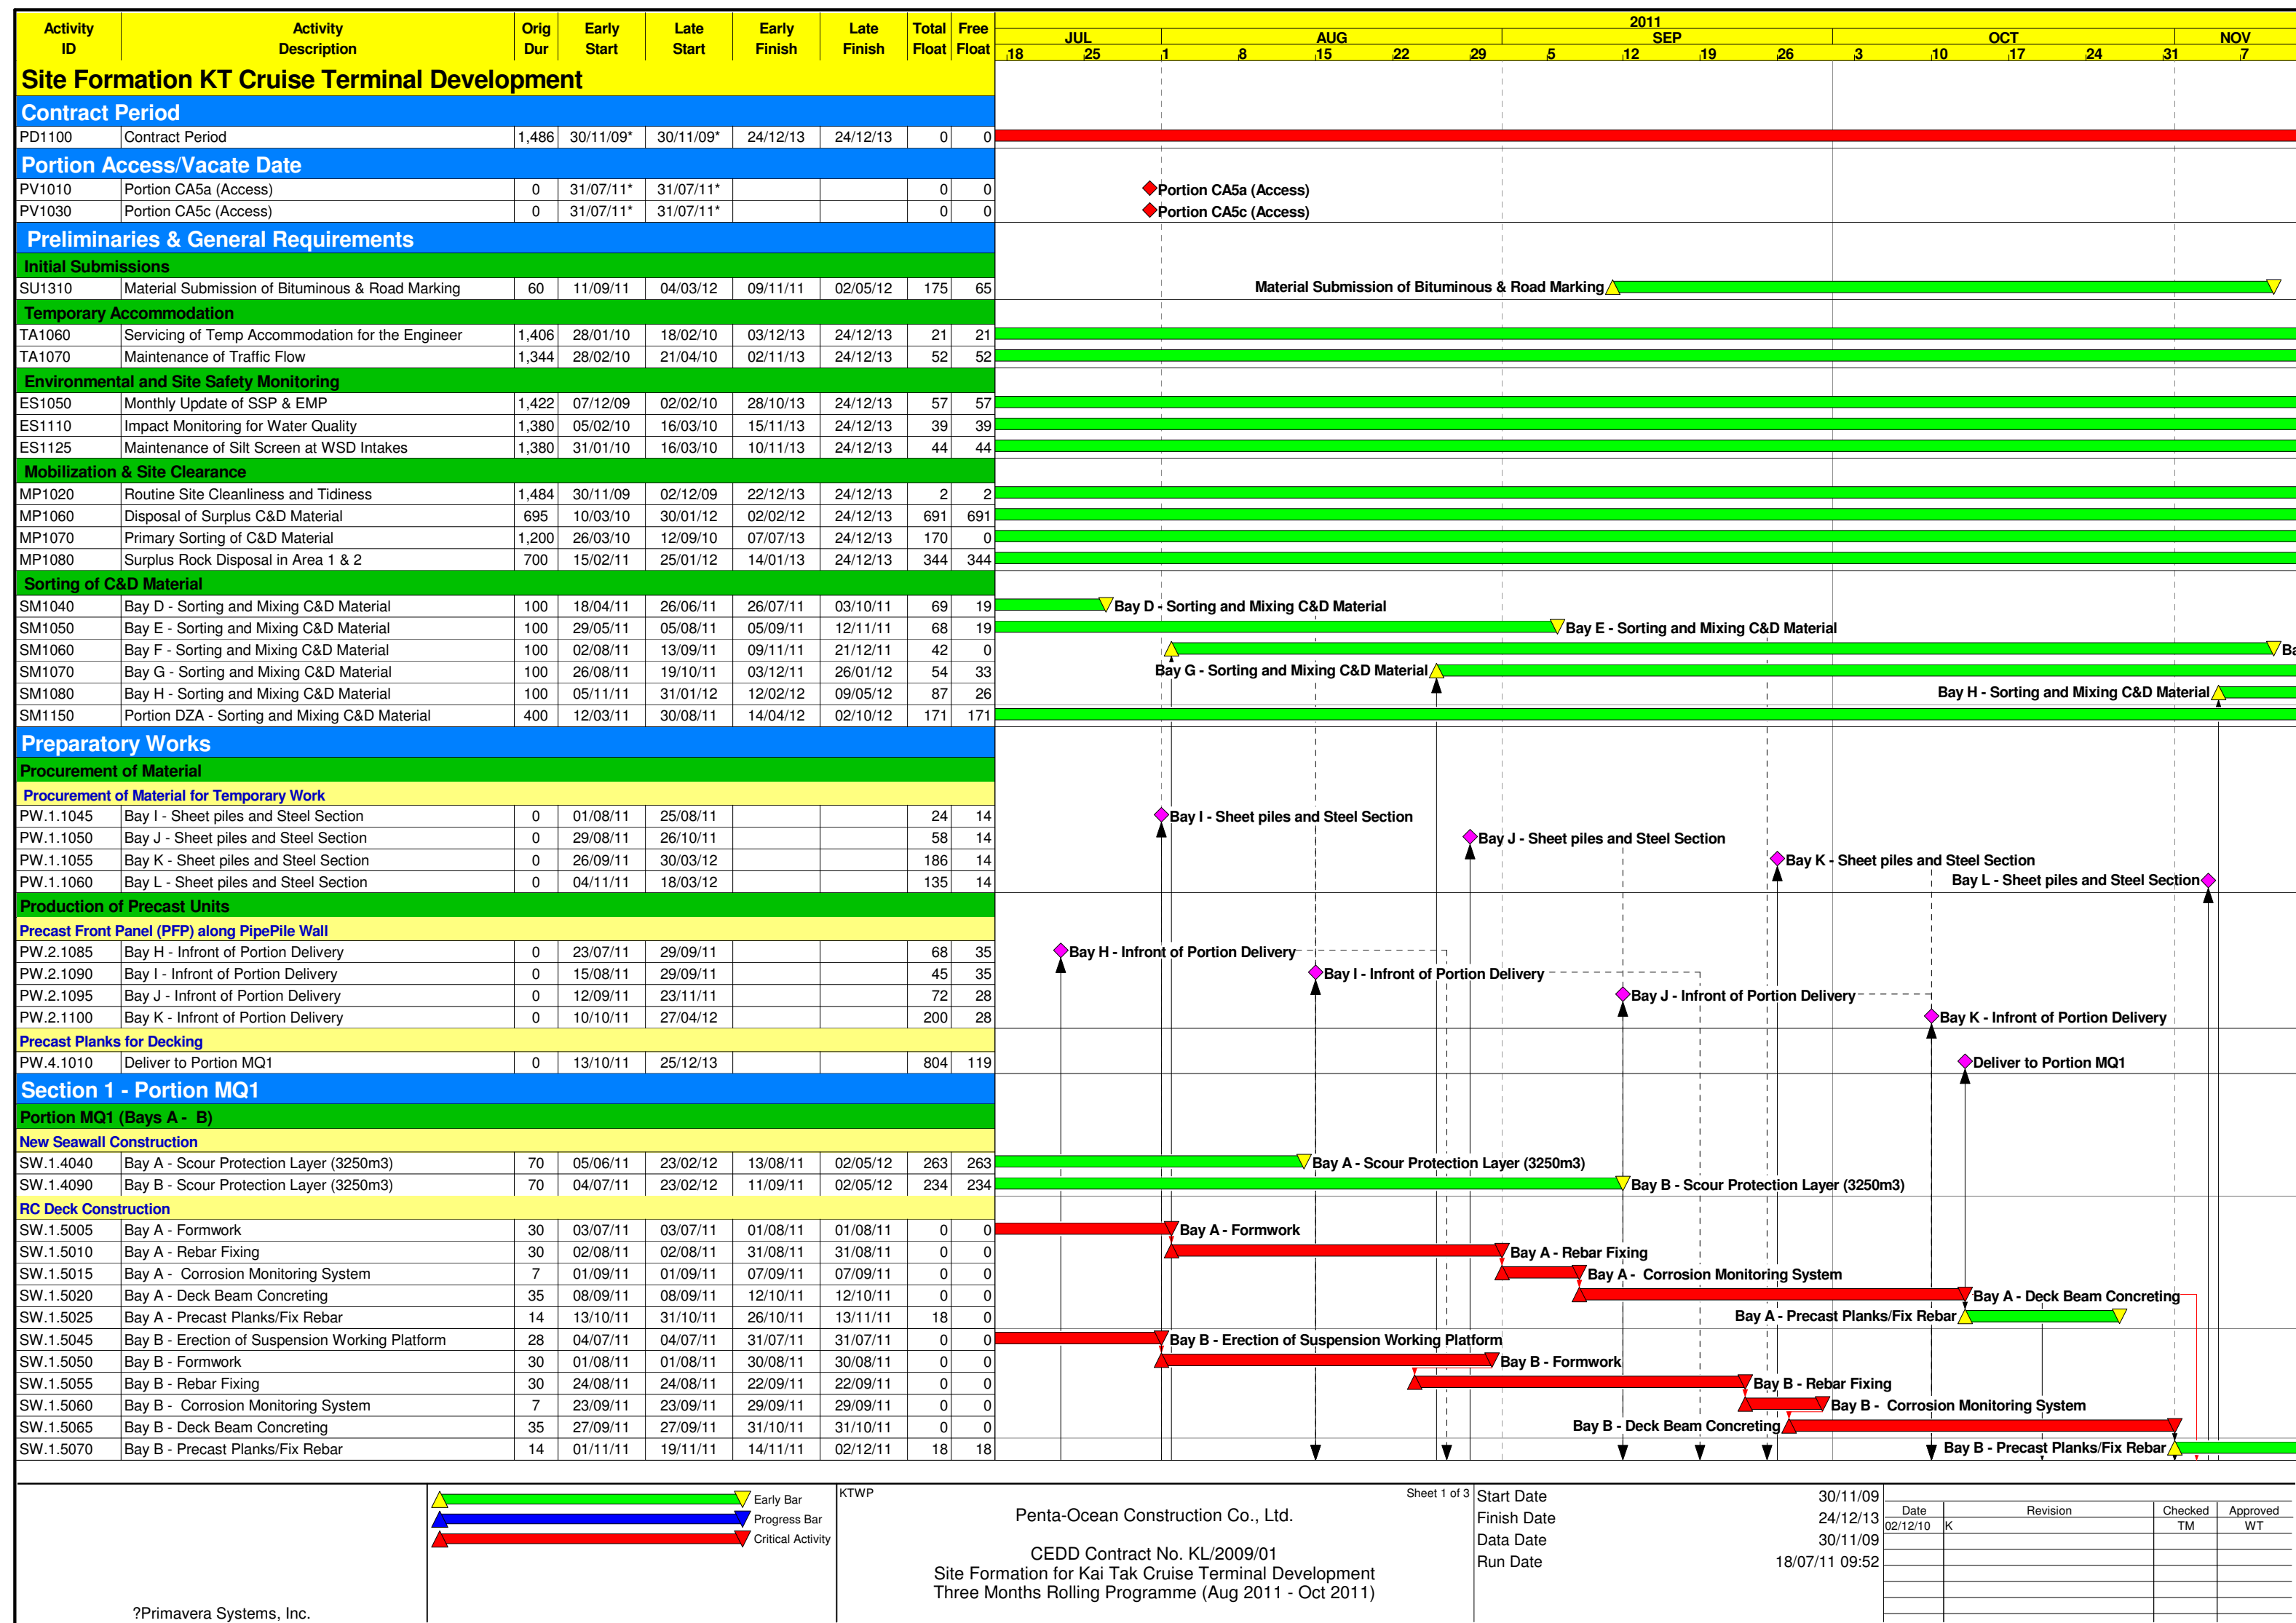 Activity Activity Orig Early Late Early Late Total Free 2011
ID Description Dur Start Start Finish Finish Float Float JUL AUG SEP OCT NOV
18 25 1 8 15 22 29 5 12 19 26 3 10 17 24 31 7
Site Formation KT Cruise Terminal Development
Contract Period
PD1100 Contract Period 1,486 30/11/09* 30/11/09* 24/12/13 24/12/13 0 0
Portion Access/Vacate Date
PV1010 Portion CA5a (Access) 0 31/07/11* 31/07/11* 0 0 Portion CA5a (Access)
PV1030 Portion CA5c (Access) 0 31/07/11* 31/07/11* 0 0 Portion CA5c (Access)
Preliminaries & General Requirements
Initial Submissions
SU1310 Material Submission of Bituminous & Road Marking 60 11/09/11 04/03/12 09/11/11 02/05/12 175 65 Material Submission of Bituminous & Road Marking
Temporary Accommodation
TA1060 Servicing of Temp Accommodation for the Engineer 1,406 28/01/10 18/02/10 03/12/13 24/12/13 21 21
TA1070 Maintenance of Traffic Flow 1,344 28/02/10 21/04/10 02/11/13 24/12/13 52 52
Environmental and Site Safety Monitoring
ES1050 Monthly Update of SSP & EMP 1,422 07/12/09 02/02/10 28/10/13 24/12/13 57 57
ES1110 Impact Monitoring for Water Quality 1,380 05/02/10 16/03/10 15/11/13 24/12/13 39 39
ES1125 Maintenance of Silt Screen at WSD Intakes 1,380 31/01/10 16/03/10 10/11/13 24/12/13 44 44
Mobilization & Site Clearance
MP1020 Routine Site Cleanliness and Tidiness 1,484 30/11/09 02/12/09 22/12/13 24/12/13 2 2
MP1060 Disposal of Surplus C&D Material 695 10/03/10 30/01/12 02/02/12 24/12/13 691 691
MP1070 Primary Sorting of C&D Material 1,200 26/03/10 12/09/10 07/07/13 24/12/13 170 0
MP1080 Surplus Rock Disposal in Area 1 & 2 700 15/02/11 25/01/12 14/01/13 24/12/13 344 344
Sorting of C&D Material
SM1040 Bay D - Sorting and Mixing C&D Material 100 18/04/11 26/06/11 26/07/11 03/10/11 69 19 Bay D - Sorting and Mixing C&D Material
SM1050 Bay E - Sorting and Mixing C&D Material 100 29/05/11 05/08/11 05/09/11 12/11/11 68 19 Bay E - Sorting and Mixing C&D Material
SM1060 Bay F - Sorting and Mixing C&D Material 100 02/08/11 13/09/11 09/11/11 21/12/11 42 0 Ba
SM1070 Bay G - Sorting and Mixing C&D Material 100 26/08/11 19/10/11 03/12/11 26/01/12 54 33 Bay G - Sorting and Mixing C&D Material
SM1080 Bay H - Sorting and Mixing C&D Material 100 05/11/11 31/01/12 12/02/12 09/05/12 87 26 Bay H - Sorting and Mixing C&D Material
SM1150 Portion DZA - Sorting and Mixing C&D Material 400 12/03/11 30/08/11 14/04/12 02/10/12 171 171
Preparatory Works
Procurement of Material
Procurement of Material for Temporary Work
PW.1.1045 Bay I - Sheet piles and Steel Section 0 01/08/11 25/08/11 24 14 Bay I - Sheet piles and Steel Section
PW.1.1050 Bay J - Sheet piles and Steel Section 0 29/08/11 26/10/11 58 14 Bay J - Sheet piles and Steel Section
PW.1.1055 Bay K - Sheet piles and Steel Section 0 26/09/11 30/03/12 186 14 Bay K - Sheet piles and Steel Section
PW.1.1060 Bay L - Sheet piles and Steel Section 0 04/11/11 18/03/12 135 14 Bay L - Sheet piles and Steel Section
Production of Precast Units
Precast Front Panel (PFP) along PipePile Wall
PW.2.1085 Bay H - Infront of Portion Delivery 0 23/07/11 29/09/11 68 35 Bay H - Infront of Portion Delivery
PW.2.1090 Bay I - Infront of Portion Delivery 0 15/08/11 29/09/11 45 35 Bay I - Infront of Portion Delivery
PW.2.1095 Bay J - Infront of Portion Delivery 0 12/09/11 23/11/11 72 28 Bay J - Infront of Portion Delivery
PW.2.1100 Bay K - Infront of Portion Delivery 0 10/10/11 27/04/12 200 28 Bay K - Infront of Portion Delivery
Precast Planks for Decking
PW.4.1010 Deliver to Portion MQ1 0 13/10/11 25/12/13 804 119 Deliver to Portion MQ1
Section 1 - Portion MQ1
Portion MQ1 (Bays A - B)
New Seawall Construction
SW.1.4040 Bay A - Scour Protection Layer (3250m3) 70 05/06/11 23/02/12 13/08/11 02/05/12 263 263 Bay A - Scour Protection Layer (3250m3)
SW.1.4090 Bay B - Scour Protection Layer (3250m3) 70 04/07/11 23/02/12 11/09/11 02/05/12 234 234 Bay B - Scour Protection Layer (3250m3)
RC Deck Construction
SW.1.5005 Bay A - Formwork 30 03/07/11 03/07/11 01/08/11 01/08/11 0 0 Bay A - Formwork
SW.1.5010 Bay A - Rebar Fixing 30 02/08/11 02/08/11 31/08/11 31/08/11 0 0 Bay A - Rebar Fixing
SW.1.5015 Bay A - Corrosion Monitoring System 7 01/09/11 01/09/11 07/09/11 07/09/11 0 0 Bay A - Corrosion Monitoring System
SW.1.5020 Bay A - Deck Beam Concreting 35 08/09/11 08/09/11 12/10/11 12/10/11 0 0 Bay A - Deck Beam Concreting
SW.1.5025 Bay A - Precast Planks/Fix Rebar 14 13/10/11 31/10/11 26/10/11 13/11/11 18 0 Bay A - Precast Planks/Fix Rebar
SW.1.5045 Bay B - Erection of Suspension Working Platform 28 04/07/11 04/07/11 31/07/11 31/07/11 0 0 Bay B - Erection of Suspension Working Platform
SW.1.5050 Bay B - Formwork 30 01/08/11 01/08/11 30/08/11 30/08/11 0 0 Bay B - Formwork
SW.1.5055 Bay B - Rebar Fixing 30 24/08/11 24/08/11 22/09/11 22/09/11 0 0 Bay B - Rebar Fixing
SW.1.5060 Bay B - Corrosion Monitoring System 7 23/09/11 23/09/11 29/09/11 29/09/11 0 0 Bay B - Corrosion Monitoring System
SW.1.5065 Bay B - Deck Beam Concreting 35 27/09/11 27/09/11 31/10/11 31/10/11 0 0 Bay B - Deck Beam Concreting
SW.1.5070 Bay B - Precast Planks/Fix Rebar 14 01/11/11 19/11/11 14/11/11 02/12/11 18 18 Bay B - Precast Planks/Fix Rebar
Early Bar
Progress Bar
Critical Activity
?Primavera Systems, Inc.
KTWP
Sheet 1 of 3
Penta-Ocean Construction Co., Ltd.
CEDD Contract No. KL/2009/01
Site Formation for Kai Tak Cruise Terminal Development
Three Months Rolling Programme (Aug 2011 - Oct 2011)
Start Date 30/11/09
Finish Date 24/12/13
Data Date 30/11/09
Run Date 18/07/11 09:52
Date Revision Checked Approved
02/12/10 K TM WT